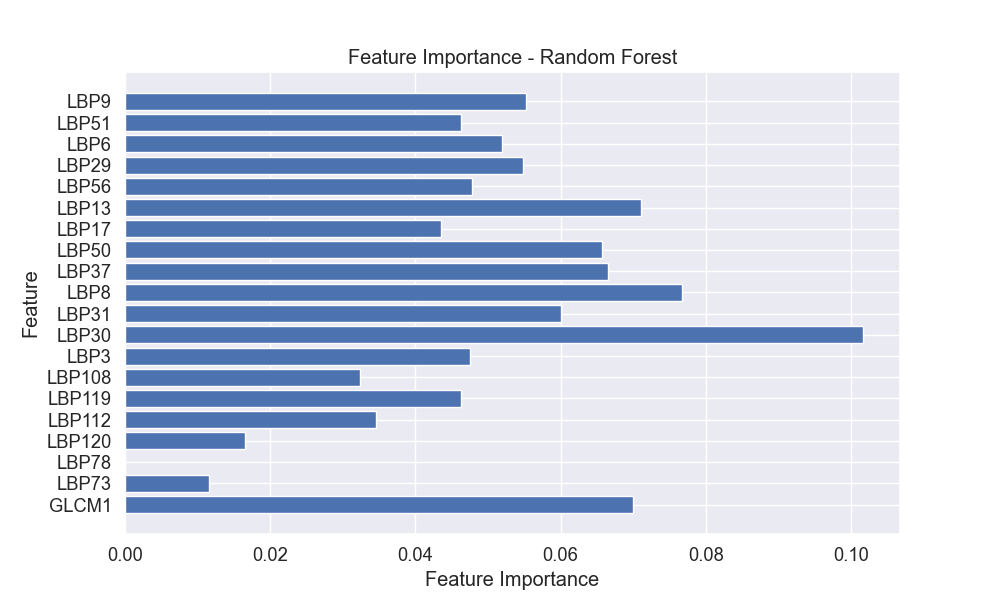 Feature Importance - Random Forest
LBP9
LBP51
LBP6
LBP29
LBP56
LBP13
LBP17
LBP50
LBP37
LBP8
LBP31
LBP30
LBP3
LBP108
LBP119
LBP112
LBP120
LBP78
LBP73
GLCM1
Feature
0.00 0.02 0.04 0.06 0.08 0.10
Feature Importance